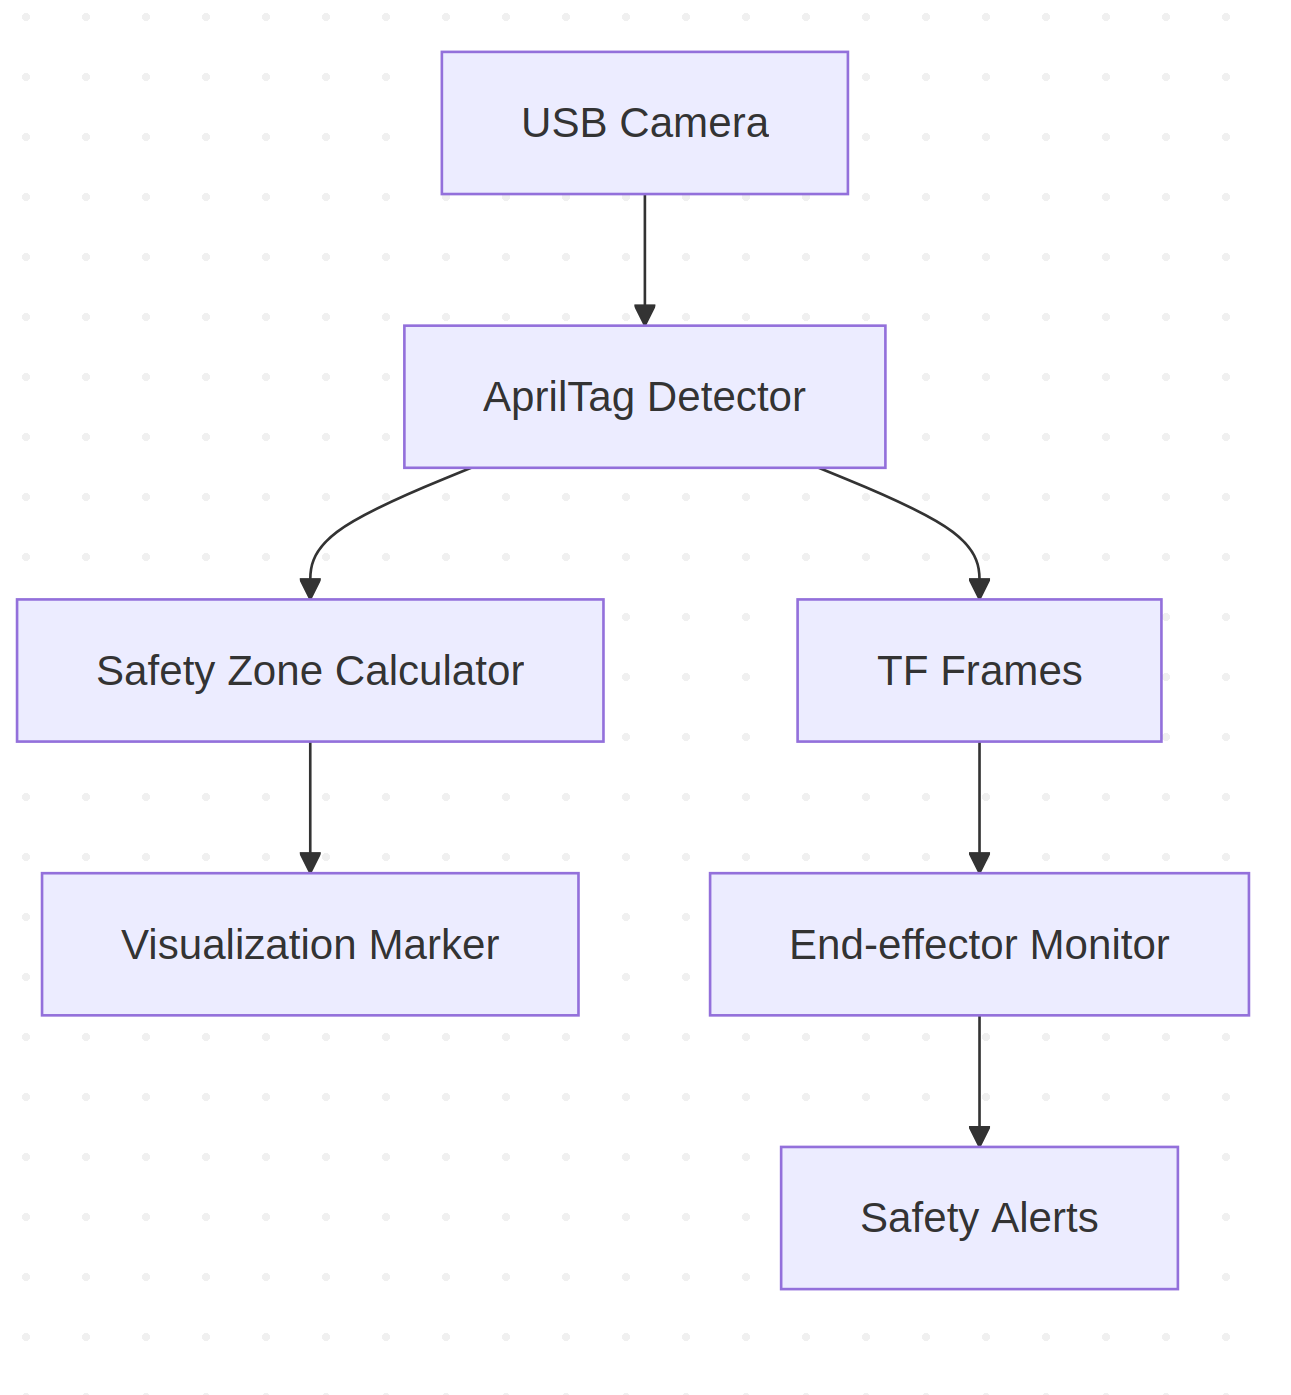 USB Camera
AprilTag Detector
Safety Zone Calculator
TF Frames
Visualization Marker
End-effector Monitor
Safety Alerts